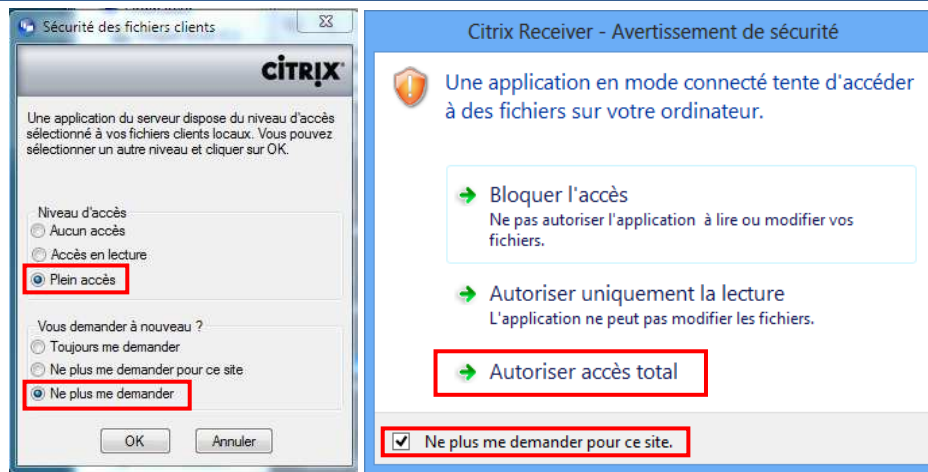 Sécurité des fichiers clients
CITRIX
Une application du serveur dispose du niveau d'accès
sélectionné à vos fichiers clients locaux. Vous pouvez
sélectionner un autre niveau et cliquer sur OK.
Niveau d'accès
Aucun accès
Accès en lecture
Plein accès
Vous demander à nouveau ?
Toujours me demander
Ne plus me demander pour ce site
Ne plus me demander
OK
Annuler
Citrix Receiver - Avertissement de sécurité
Une application en mode connecté tente d'accéder
à des fichiers sur votre ordinateur.
Bloquer l'accès
Ne pas autoriser l'application à lire ou modifier vos
fichiers.
Autoriser uniquement la lecture
L'application ne peut pas modifier les fichiers.
Autoriser accès total
Ne plus me demander pour ce site.